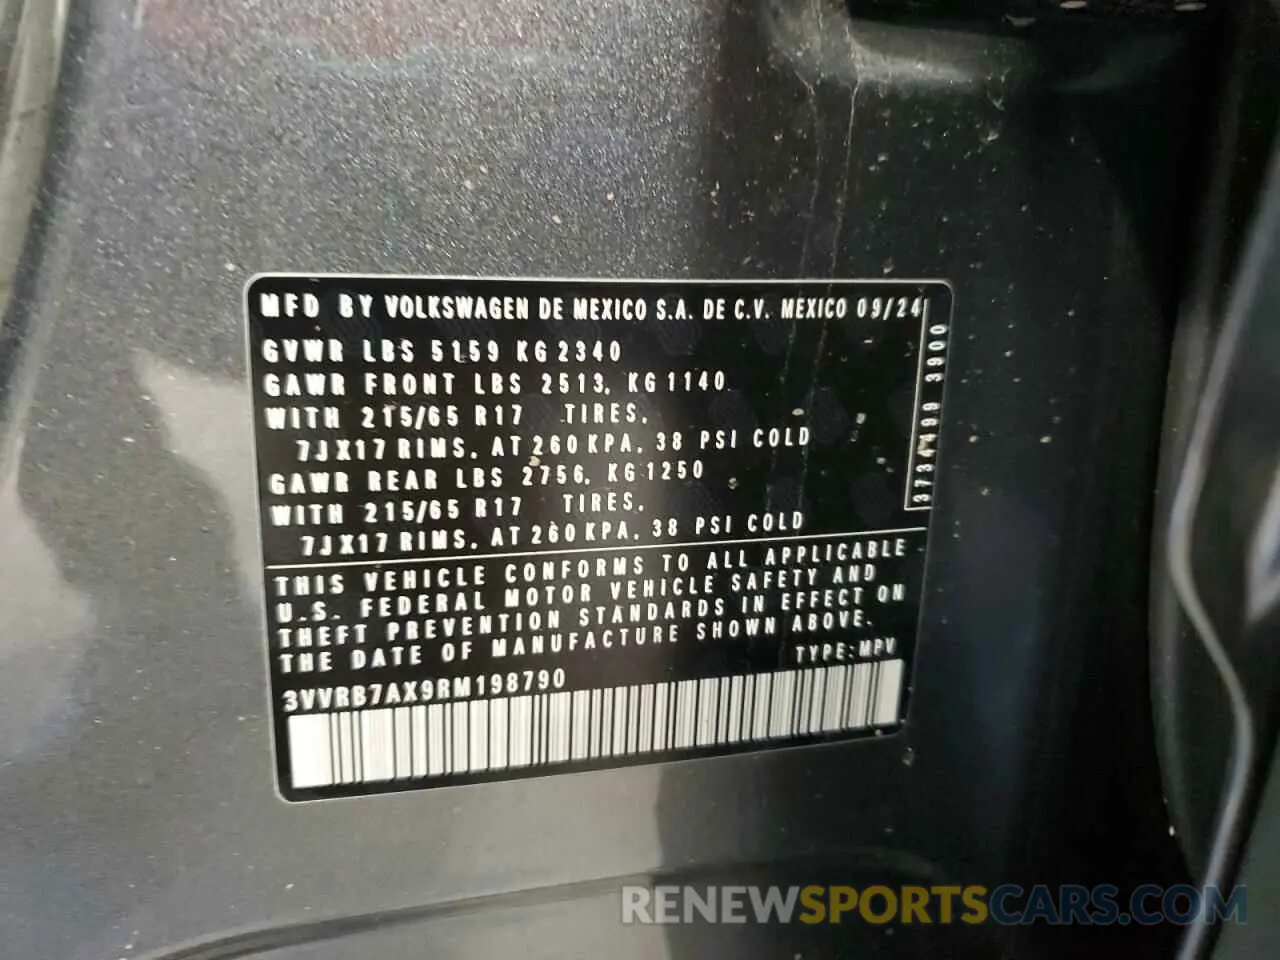 MFD BY VOLKSWAGEN DE MEXICO S.A. DE C.V. MEXICO 09/24
GVWR LBS 5159 KG 2340
GAWR FRONT LBS 2513, KG 1140
WITH 215/65 R17 TIRES,
7JX17 RIMS, AT 260 KPA, 38 PSI COLD
GAWR REAR LBS 2756, KG 1250
WITH 215/65 R17 TIRES,
7JX17 RIMS, AT 260 KPA, 38 PSI COLD
3734499 3900
THIS VEHICLE CONFORMS TO ALL APPLICABLE
U.S. FEDERAL MOTOR VEHICLE SAFETY AND
THEFT PREVENTION STANDARDS IN EFFECT ON
THE DATE OF MANUFACTURE SHOWN ABOVE.
TYPE:MPV
3VVRB7AX9RM198790
RENEWSPORTSCARS.COM